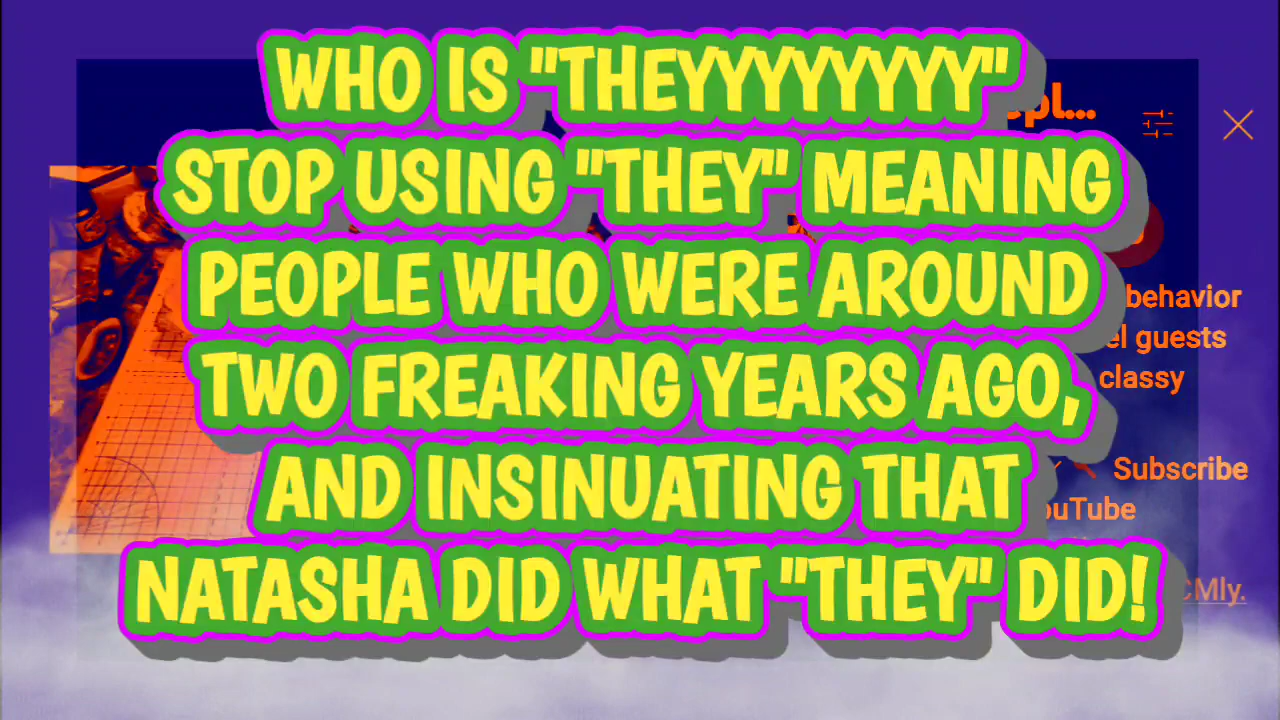 WHO IS "THEYYYYYYYY"
STOP USING "THEY" MEANING
PEOPLE WHO WERE AROUND
TWO FREAKING YEARS AGO,
AND INSINUATING THAT
NATASHA DID WHAT "THEY" DID!
behavior
guests
classy
Subscribe